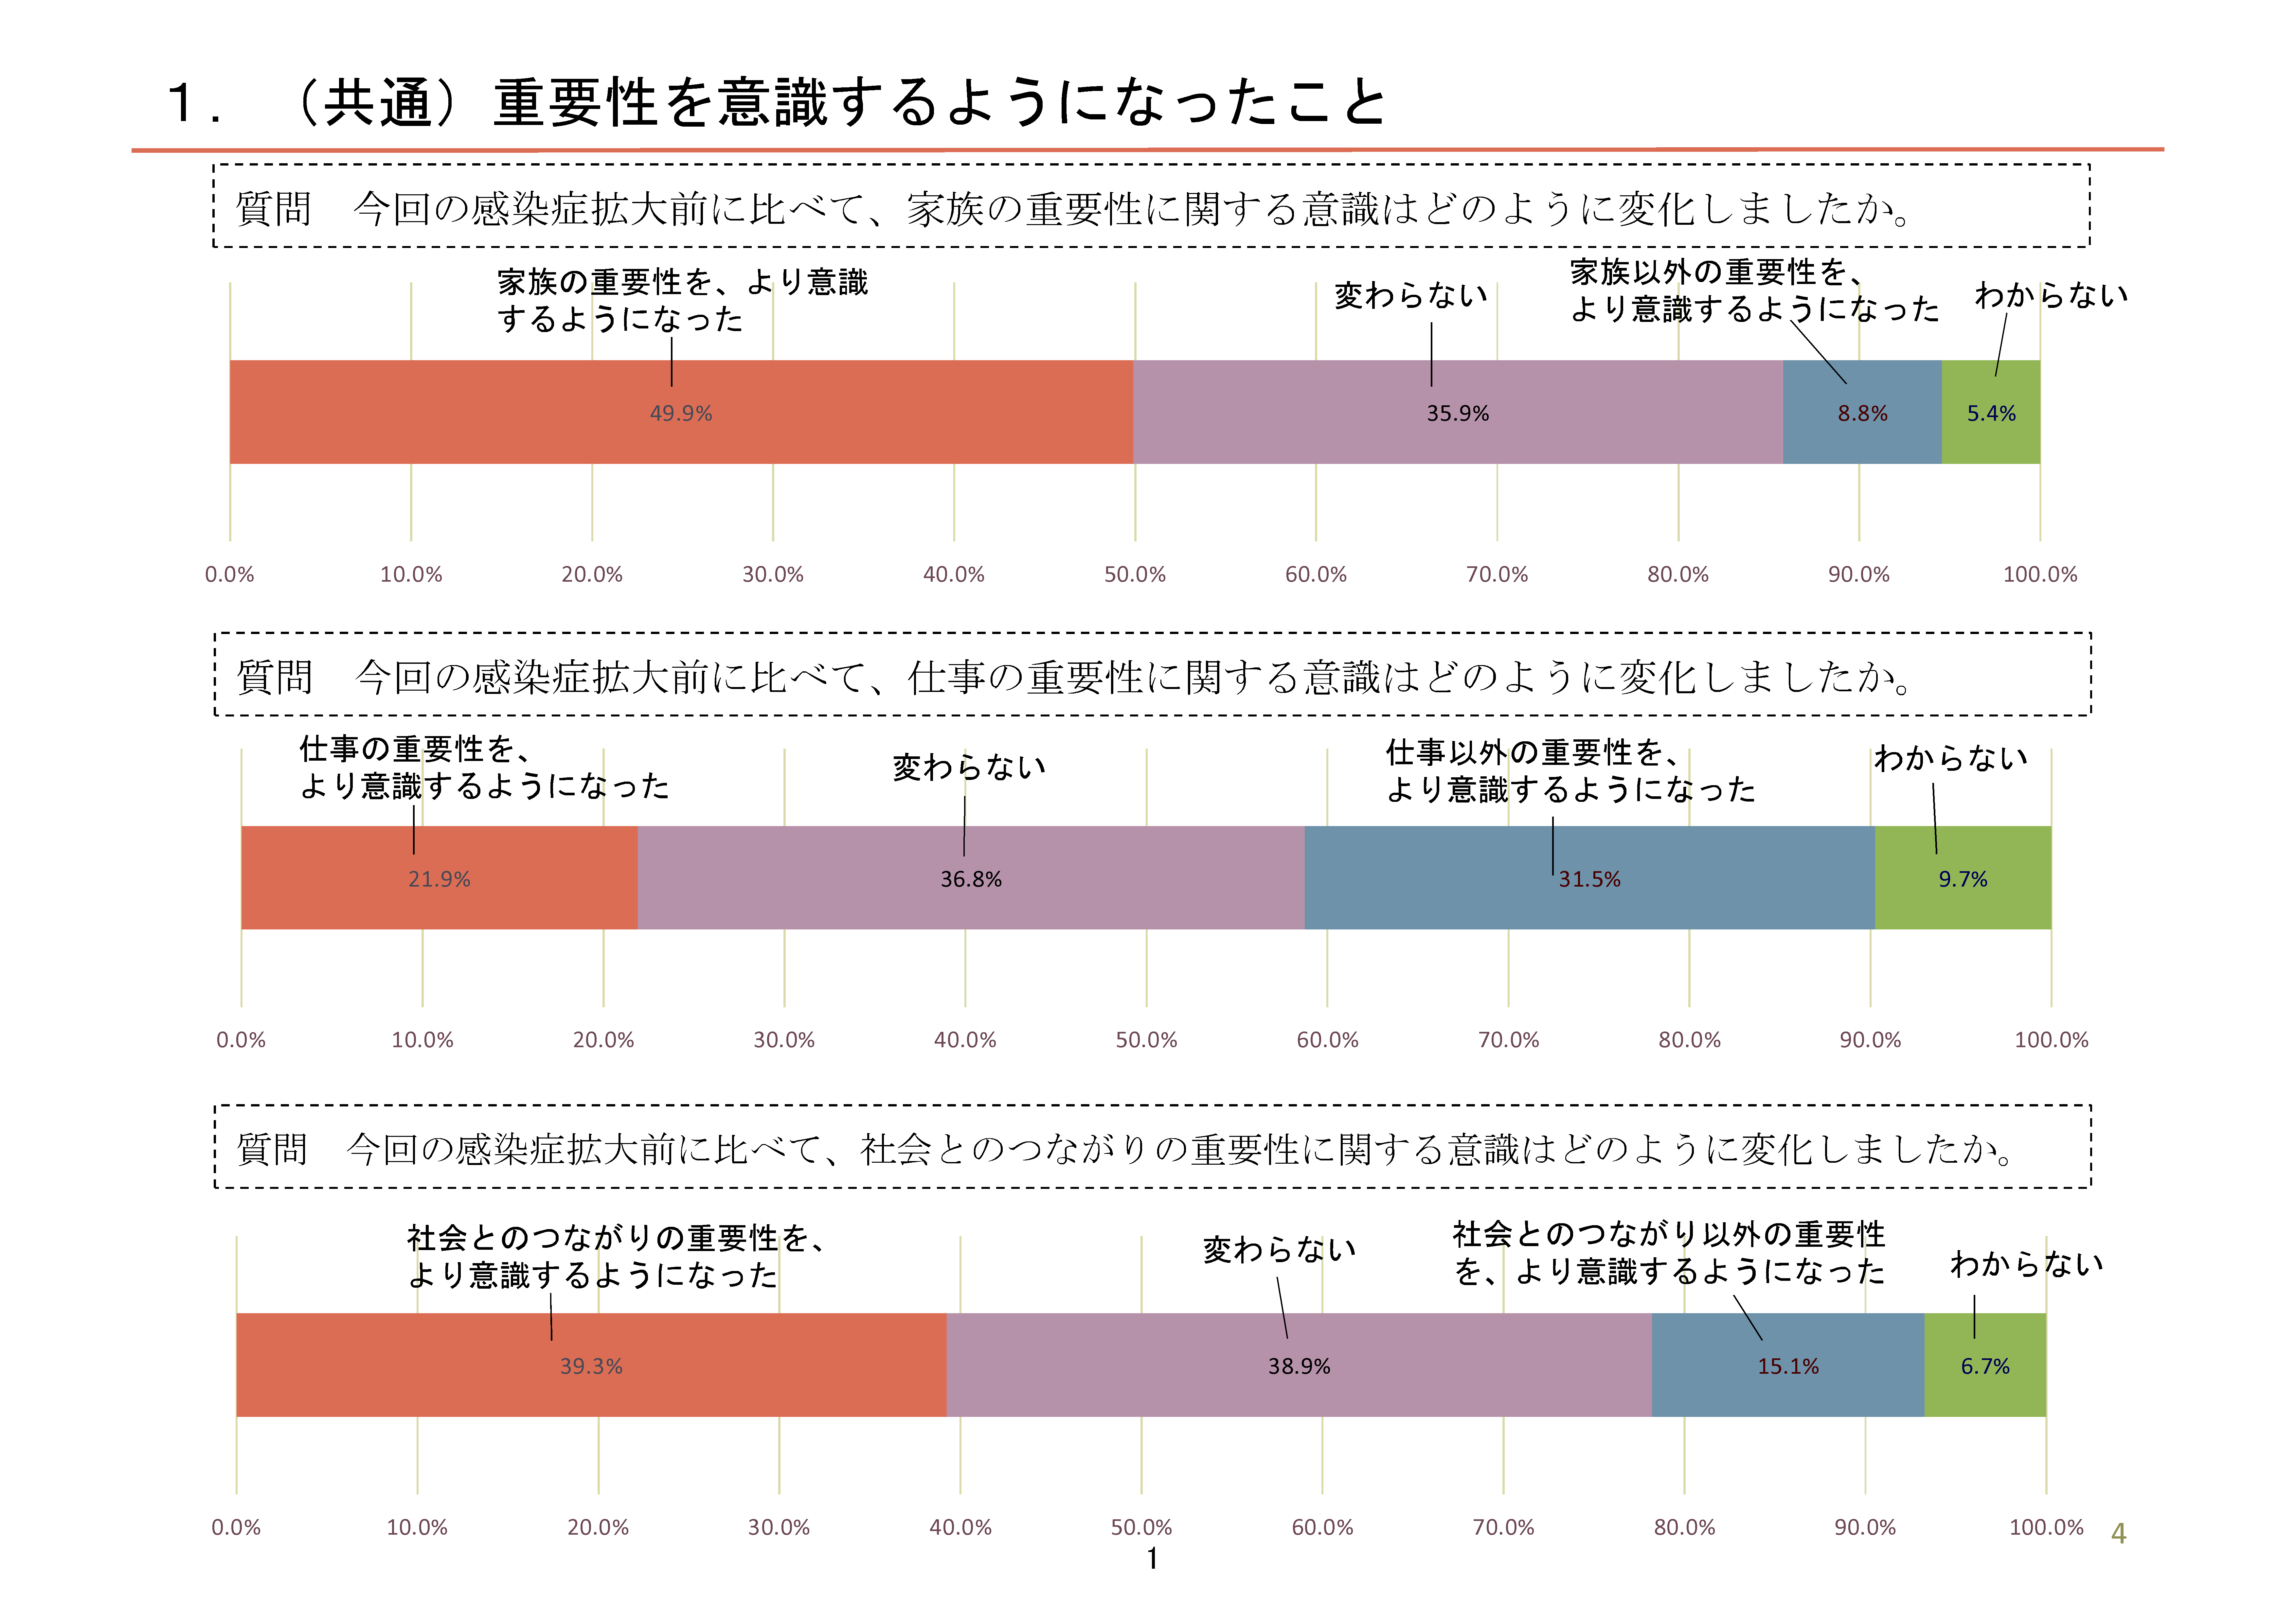 １．（共通）重要性を意識するようになったこと
質問　今回の感染症拡大前に比べて、家族の重要性に関する意識はどのように変化しましたか。
家族の重要性を、より意識
するようになった
変わらない
家族以外の重要性を、
より意識するようになった
わからない
49.9%
35.9%
8.8%
5.4%
0.0% 10.0% 20.0% 30.0% 40.0% 50.0% 60.0% 70.0% 80.0% 90.0% 100.0%
質問　今回の感染症拡大前に比べて、仕事の重要性に関する意識はどのように変化しましたか。
仕事の重要性を、
より意識するようになった
変わらない
仕事以外の重要性を、
より意識するようになった
わからない
21.9%
36.8%
31.5%
9.7%
0.0% 10.0% 20.0% 30.0% 40.0% 50.0% 60.0% 70.0% 80.0% 90.0% 100.0%
質問　今回の感染症拡大前に比べて、社会とのつながりの重要性に関する意識はどのように変化しましたか。
社会とのつながりの重要性を、
より意識するようになった
変わらない
社会とのつながり以外の重要性
を、より意識するようになった
わからない
39.3%
38.9%
15.1%
6.7%
0.0% 10.0% 20.0% 30.0% 40.0% 50.0% 60.0% 70.0% 80.0% 90.0% 100.0%
4
1